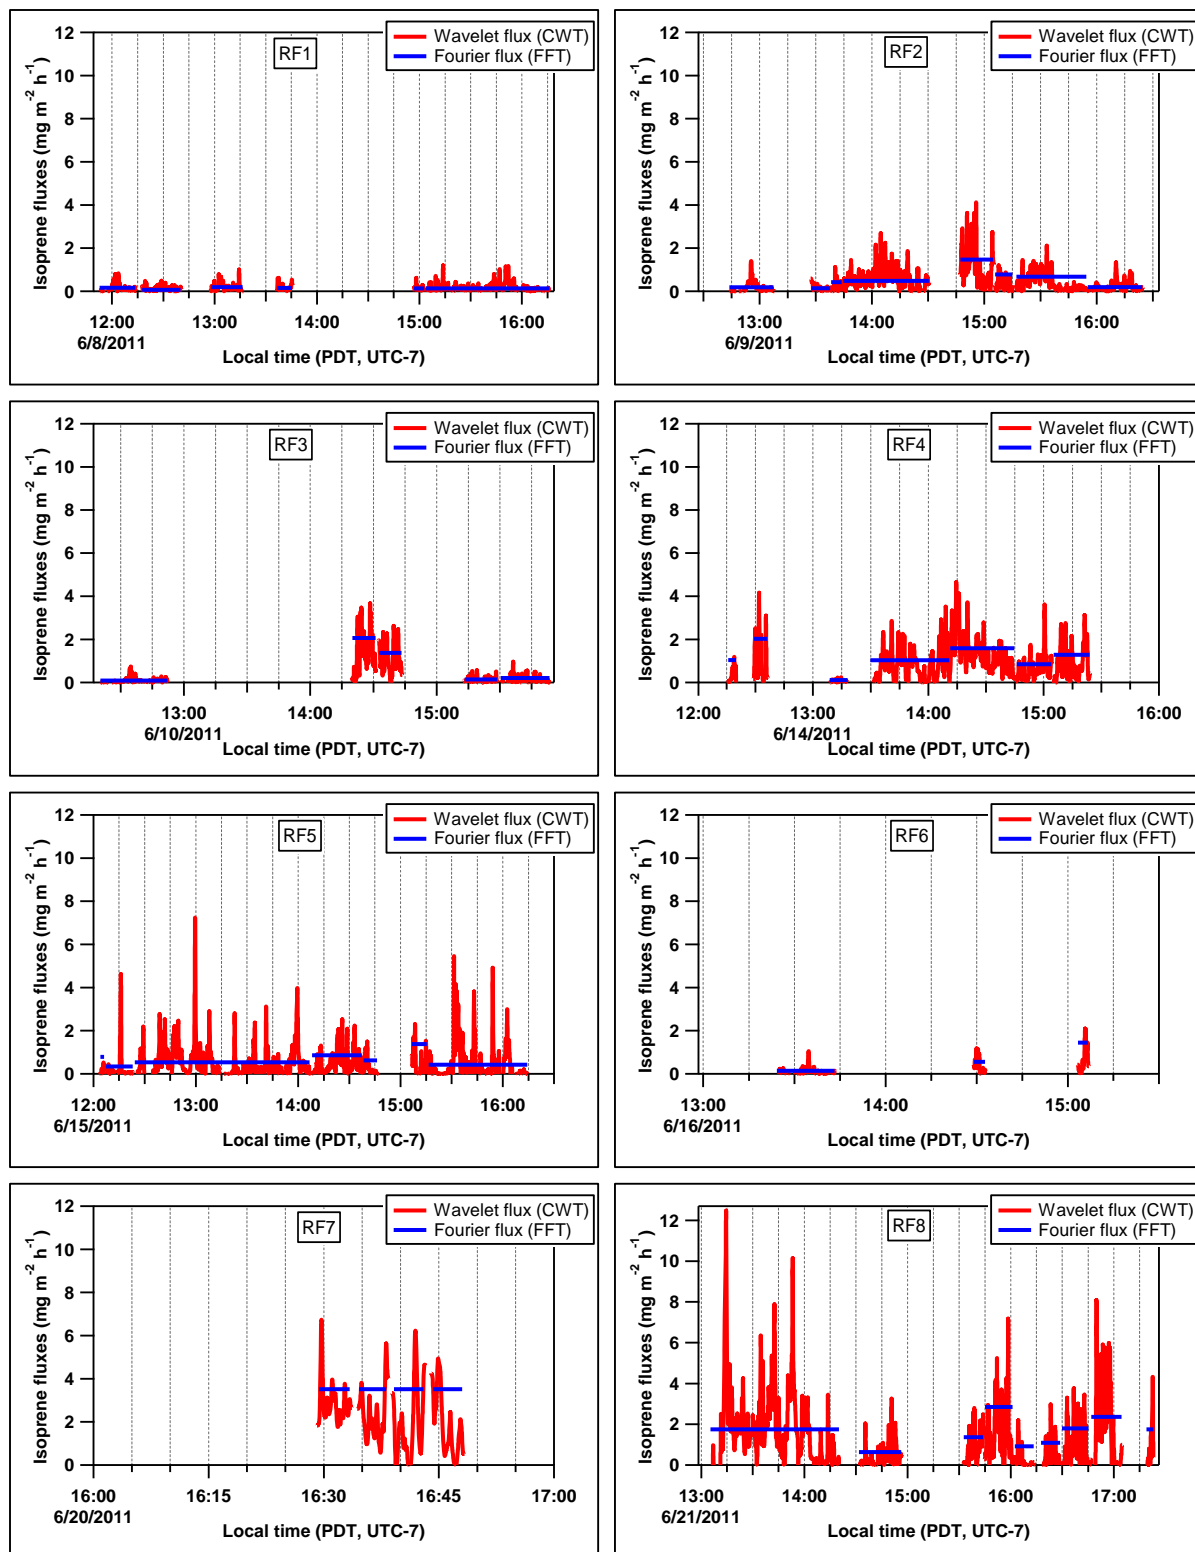 12
10
8
6
4
2
0
Isoprene fluxes (mg m-2 h-1)
RF1
Wavelet flux (CWT)
Fourier flux (FFT)
12:00 13:00 14:00 15:00 16:00
6/8/2011
Local time (PDT, UTC-7)
12
10
8
6
4
2
0
Isoprene fluxes (mg m-2 h-1)
RF2
Wavelet flux (CWT)
Fourier flux (FFT)
13:00 14:00 15:00 16:00
6/9/2011
Local time (PDT, UTC-7)
12
10
8
6
4
2
0
Isoprene fluxes (mg m-2 h-1)
RF3
Wavelet flux (CWT)
Fourier flux (FFT)
13:00 14:00 15:00
6/10/2011
Local time (PDT, UTC-7)
12
10
8
6
4
2
0
Isoprene fluxes (mg m-2 h-1)
RF4
Wavelet flux (CWT)
Fourier flux (FFT)
12:00 13:00 14:00 15:00 16:00
6/14/2011
Local time (PDT, UTC-7)
12
10
8
6
4
2
0
Isoprene fluxes (mg m-2 h-1)
RF5
Wavelet flux (CWT)
Fourier flux (FFT)
12:00 13:00 14:00 15:00 16:00
6/15/2011
Local time (PDT, UTC-7)
12
10
8
6
4
2
0
Isoprene fluxes (mg m-2 h-1)
RF6
Wavelet flux (CWT)
Fourier flux (FFT)
13:00 14:00 15:00
6/16/2011
Local time (PDT, UTC-7)
12
10
8
6
4
2
0
Isoprene fluxes (mg m-2 h-1)
RF7
Wavelet flux (CWT)
Fourier flux (FFT)
16:00 16:15 16:30 16:45 17:00
6/20/2011
Local time (PDT, UTC-7)
12
10
8
6
4
2
0
Isoprene fluxes (mg m-2 h-1)
RF8
Wavelet flux (CWT)
Fourier flux (FFT)
13:00 14:00 15:00 16:00 17:00
6/21/2011
Local time (PDT, UTC-7)